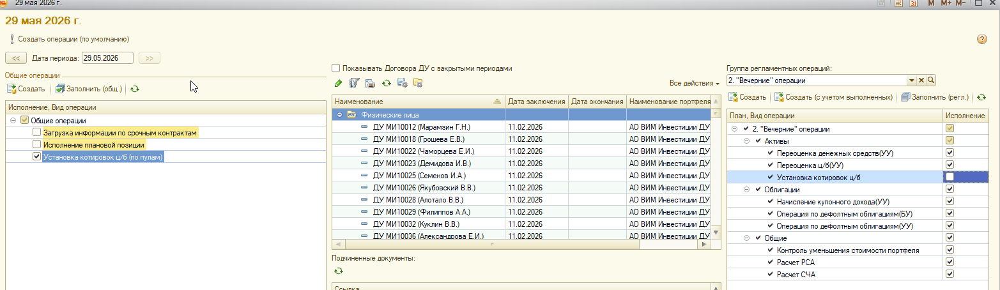 29 мая 2026 г.
M M+ M-
29 мая 2026 г.
Создать операции (по умолчанию)
?
<< Дата периода: 29.05.2026 >>
Общие операции
Создать Заполнить (общ.)
Исполнение, Вид операции
Общие операции
Загрузка информации по срочным контрактам
Исполнение плановой позиции
Установка котировок ц/б (по пулам)
Показывать Договора ДУ с закрытыми периодами
Все действия
Наименование Дата заключения Дата окончания Наименование портфеля
Физические лица
ДУ МИ10012 (Марамзин Г.Н.) 11.02.2026 АО ВИМ Инвестиции ДУ
ДУ МИ10018 (Грошева Е.В.) 11.02.2026 АО ВИМ Инвестиции ДУ
ДУ МИ10022 (Чаморцева Е.И.) 11.02.2026 АО ВИМ Инвестиции ДУ
ДУ МИ10023 (Демидова И.В.) 11.02.2026 АО ВИМ Инвестиции ДУ
ДУ МИ10025 (Семенов И.А.) 11.02.2026 АО ВИМ Инвестиции ДУ
ДУ МИ10026 (Якубовский В.В.) 11.02.2026 АО ВИМ Инвестиции ДУ
ДУ МИ10028 (Алотало В.В.) 11.02.2026 АО ВИМ Инвестиции ДУ
ДУ МИ10029 (Филиппов А.А.) 11.02.2026 АО ВИМ Инвестиции ДУ
ДУ МИ10032 (Куклин В.В.) 11.02.2026 АО ВИМ Инвестиции ДУ
ДУ МИ10036 (Александрова Е.И.) 11.02.2026 АО ВИМ Инвестиции ДУ
Подчиненные документы:
Ссылка
Группа регламентных операций:
2. "Вечерние" операции
Создать Создать (с учетом выполненных) Заполнить (регл.)
План, Вид операции Исполнение
2. "Вечерние" операции
Активы
Переоценка денежных средств(УУ)
Переоценка ц/б(УУ)
Установка котировок ц/б
Облигации
Начисление купонного дохода(УУ)
Операция по дефолтным облигациям(БУ)
Операция по дефолтным облигациям(УУ)
Общие
Контроль уменьшения стоимости портфеля
Расчет РСА
Расчет СЧА